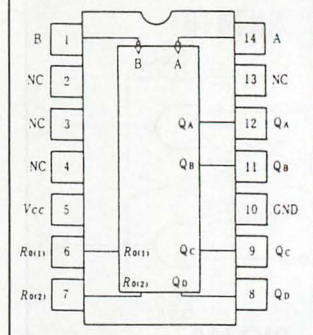 B 1 14 A
B A
NC 2 13 NC
NC 3 QA 12 QA
NC 4 QB 11 QB
Vcc 5 10 GND
R0(1) 6 R0(1) QC 9 QC
R0(2) 7 R0(2) QD 8 QD